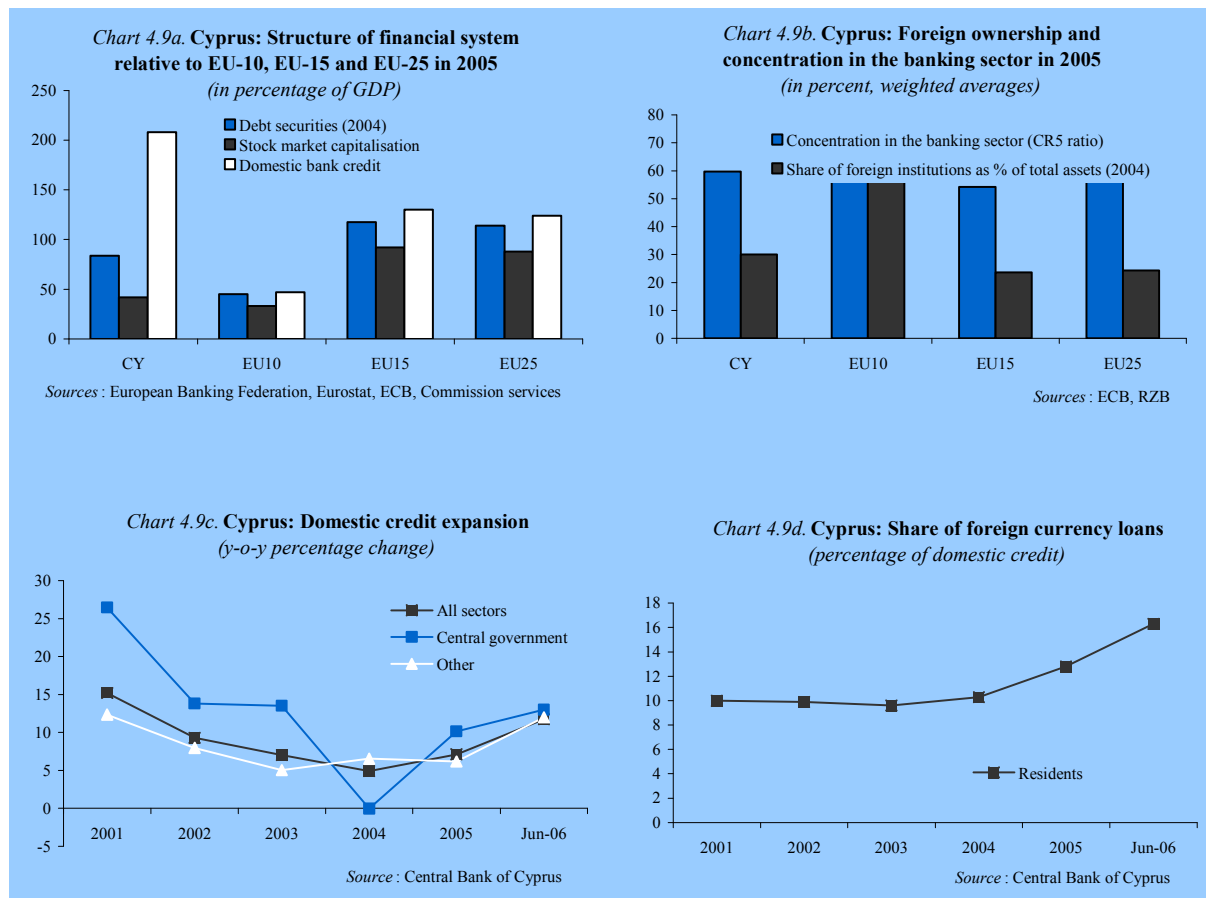 Chart 4.9a. Cyprus: Structure of financial system
relative to EU-10, EU-15 and EU-25 in 2005
(in percentage of GDP)
250
200
150
100
50
0
Debt securities (2004)
Stock market capitalisation
Domestic bank credit
CY EU10 EU15 EU25
Sources : European Banking Federation, Eurostat, ECB, Commission services
Chart 4.9b. Cyprus: Foreign ownership and
concentration in the banking sector in 2005
(in percent, weighted averages)
80
70
60
50
40
30
20
10
0
Concentration in the banking sector (CR5 ratio)
Share of foreign institutions as % of total assets (2004)
CY EU10 EU15 EU25
Sources : ECB, RZB
Chart 4.9c. Cyprus: Domestic credit expansion
(y-o-y percentage change)
30
25
20
15
10
5
0
-5
All sectors
Central government
Other
2001 2002 2003 2004 2005 Jun-06
Source : Central Bank of Cyprus
Chart 4.9d. Cyprus: Share of foreign currency loans
(percentage of domestic credit)
18
16
14
12
10
8
6
4
2
0
Residents
2001 2002 2003 2004 2005 Jun-06
Source : Central Bank of Cyprus